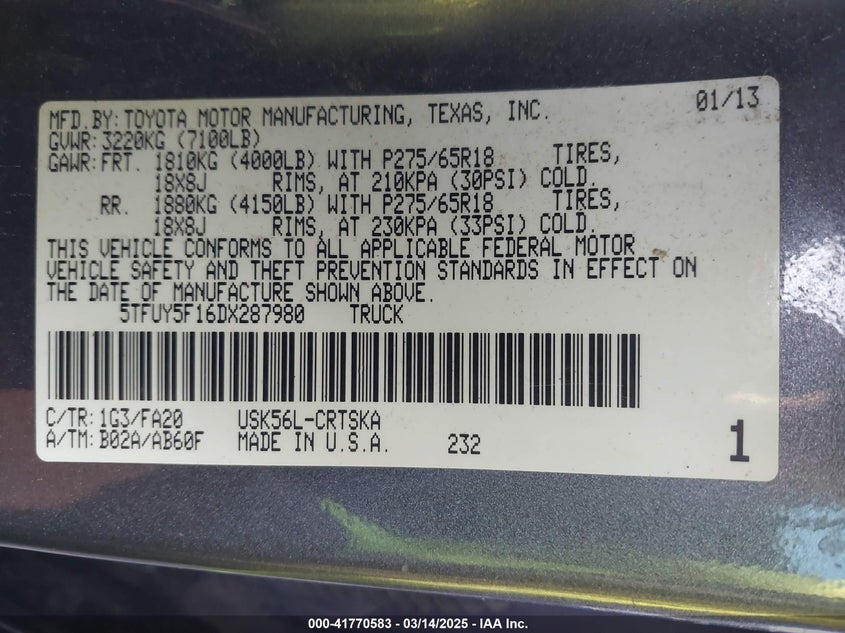 MFD.BY: TOYOTA MOTOR MANUFACTURING, TEXAS, INC. 01/13
GVWR: 3220KG (7100LB)
GAWR: FRT. 1810KG (4000LB) WITH P275/65R18 TIRES,
18X8J RIMS, AT 210KPA (30PSI) COLD.
RR. 1880KG (4150LB) WITH P275/65R18 TIRES,
18X8J RIMS, AT 230KPA (33PSI) COLD.
THIS VEHICLE CONFORMS TO ALL APPLICABLE FEDERAL MOTOR
VEHICLE SAFETY AND THEFT PREVENTION STANDARDS IN EFFECT ON
THE DATE OF MANUFACTURE SHOWN ABOVE.
5TFUY5F16DX287980 TRUCK
C/TR: 1G3/FA20 USK56L-CRTSKA
A/TM: B02A/AB60F MADE IN U.S.A. 232 1
000-41770583 - 03/14/2025 - IAA Inc.